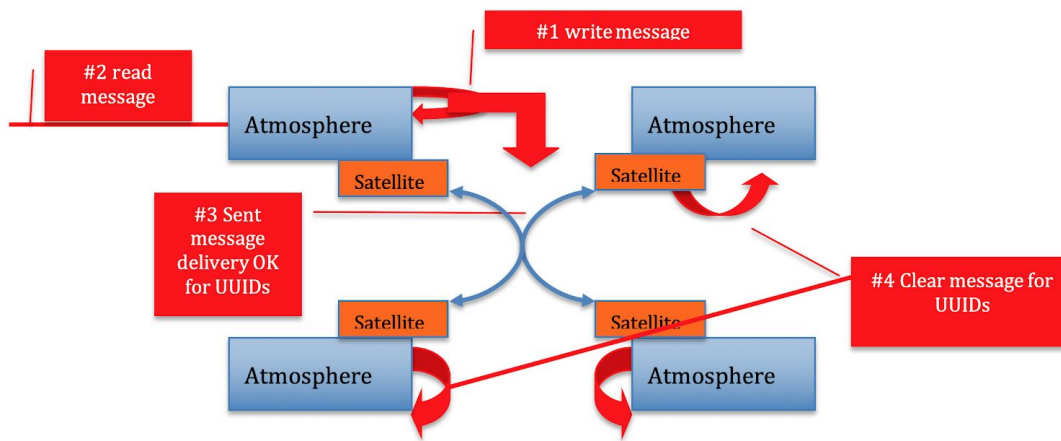 #1 write message
#2 read
message
Atmosphere
Atmosphere
Satellite
Satellite
#3 Sent
message
delivery OK
for UUIDs
#4 Clear message for
UUIDs
Satellite
Satellite
Atmosphere
Atmosphere